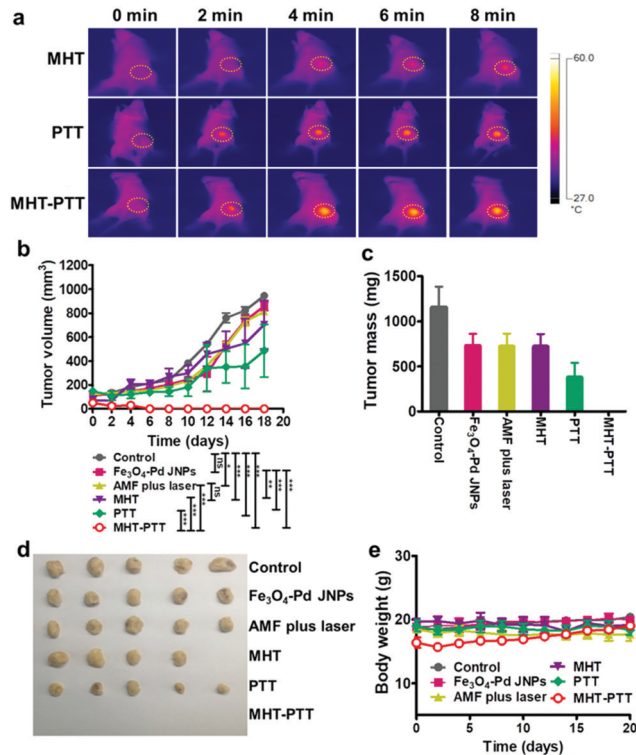 a
0 min 2 min 4 min 6 min 8 min
MHT
PTT
MHT-PTT
60.0
27.0
°C
b
Tumor volume (mm³)
1200
1000
800
600
400
200
0
0 2 4 6 8 10 12 14 16 18 20
Time (days)
Control
Fe₃O₄-Pd JNPs
AMF plus laser
MHT
PTT
MHT-PTT
*** *** *** ns ns * *** *** *** ** ** ***
c
Tumor mass (mg)
1500
1000
500
0
Control
Fe₃O₄-Pd JNPs
AMF plus laser
MHT
PTT
MHT-PTT
d
Control
Fe₃O₄-Pd JNPs
AMF plus laser
MHT
PTT
MHT-PTT
e
Body weight (g)
30
20
10
Control MHT
Fe₃O₄-Pd JNPs PTT
AMF plus laser MHT-PTT
0 5 10 15 20
Time (days)